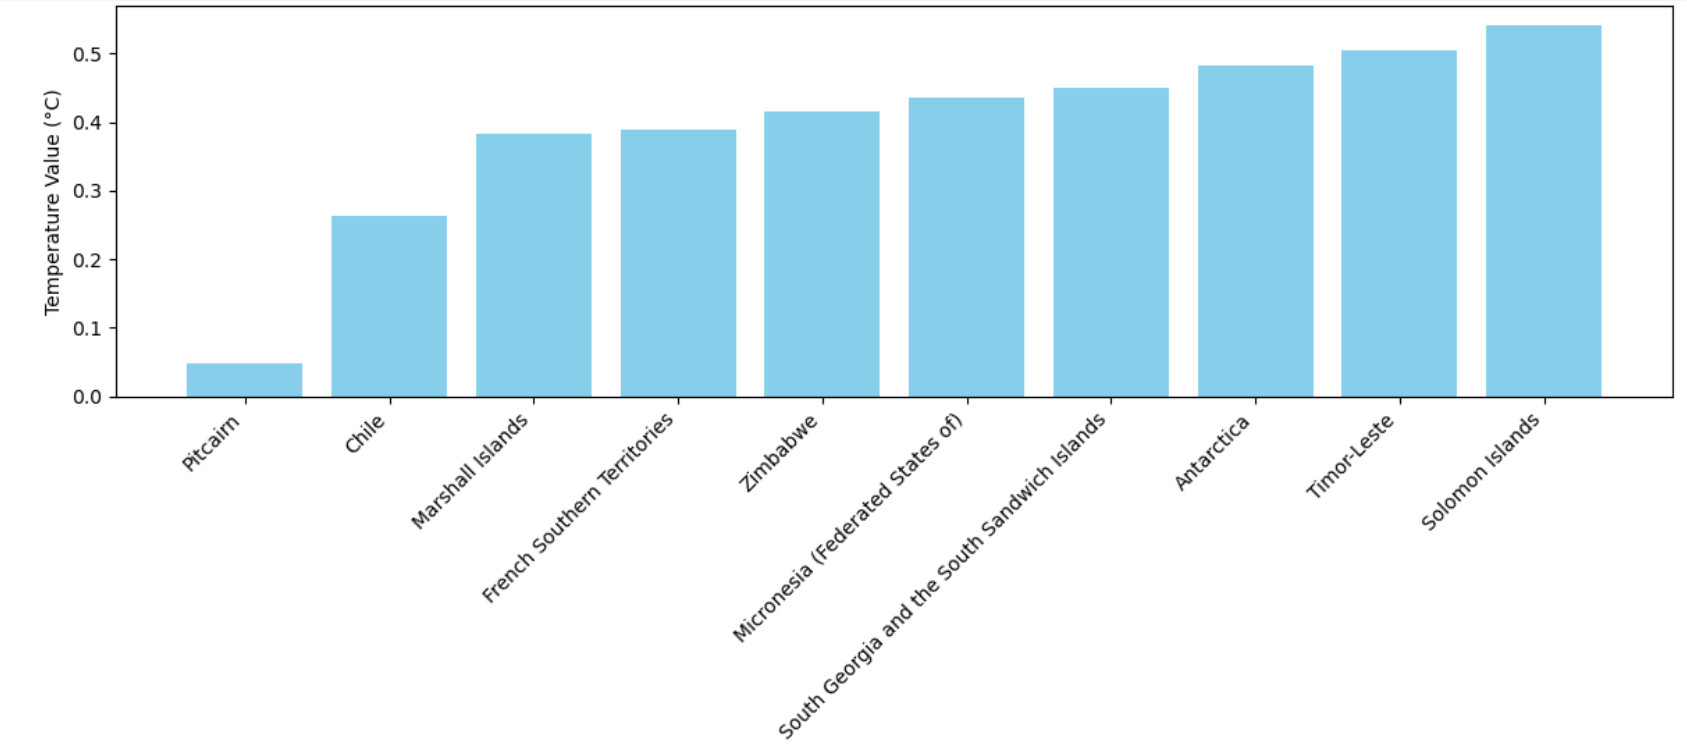 Temperature Value (°C)
0.5
0.4
0.3
0.2
0.1
0.0
Pitcairn
Chile
Marshall Islands
French Southern Territories
Zimbabwe
Micronesia (Federated States of)
South Georgia and the South Sandwich Islands
Antarctica
Timor-Leste
Solomon Islands